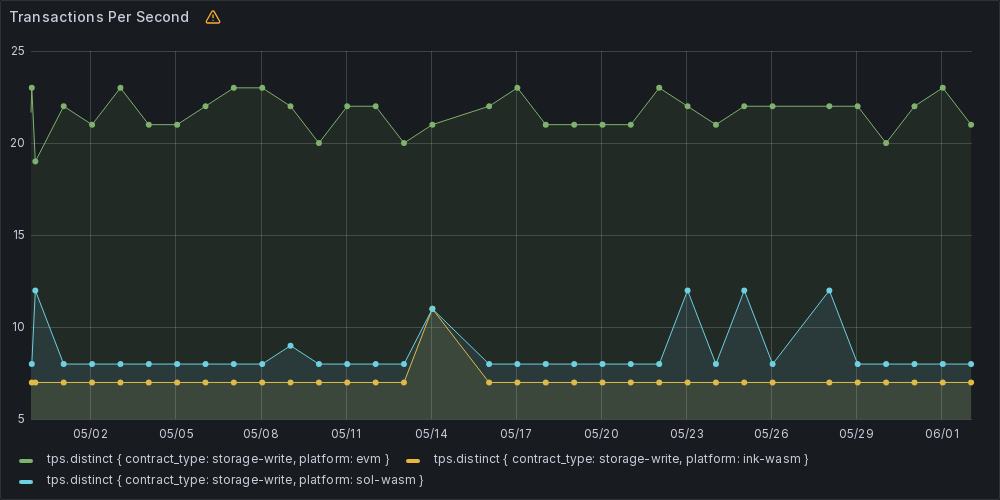 Transactions Per Second
25
20
15
10
5
05/02 05/05 05/08 05/11 05/14 05/17 05/20 05/23 05/26 05/29 06/01
tps.distinct { contract_type: storage-write, platform: evm } tps.distinct { contract_type: storage-write, platform: ink-wasm }
tps.distinct { contract_type: storage-write, platform: sol-wasm }